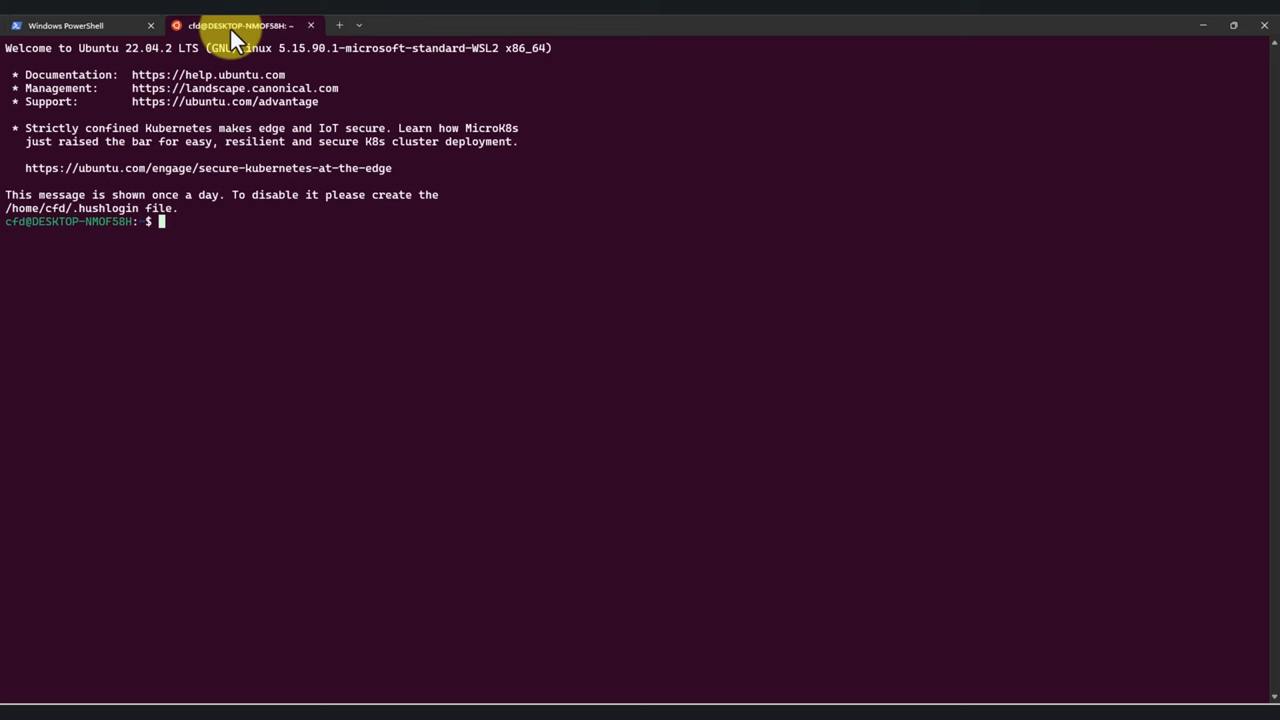 Windows PowerShell
cfd@DESKTOP-NMOF58H: ~
Welcome to Ubuntu 22.04.2 LTS (GNU/Linux 5.15.90.1-microsoft-standard-WSL2 x86_64)
* Documentation: https://help.ubuntu.com
* Management: https://landscape.canonical.com
* Support: https://ubuntu.com/advantage
* Strictly confined Kubernetes makes edge and IoT secure. Learn how MicroK8s
just raised the bar for easy, resilient and secure K8s cluster deployment.
https://ubuntu.com/engage/secure-kubernetes-at-the-edge
This message is shown once a day. To disable it please create the
/home/cfd/.hushlogin file.
cfd@DESKTOP-NMOF58H:~$